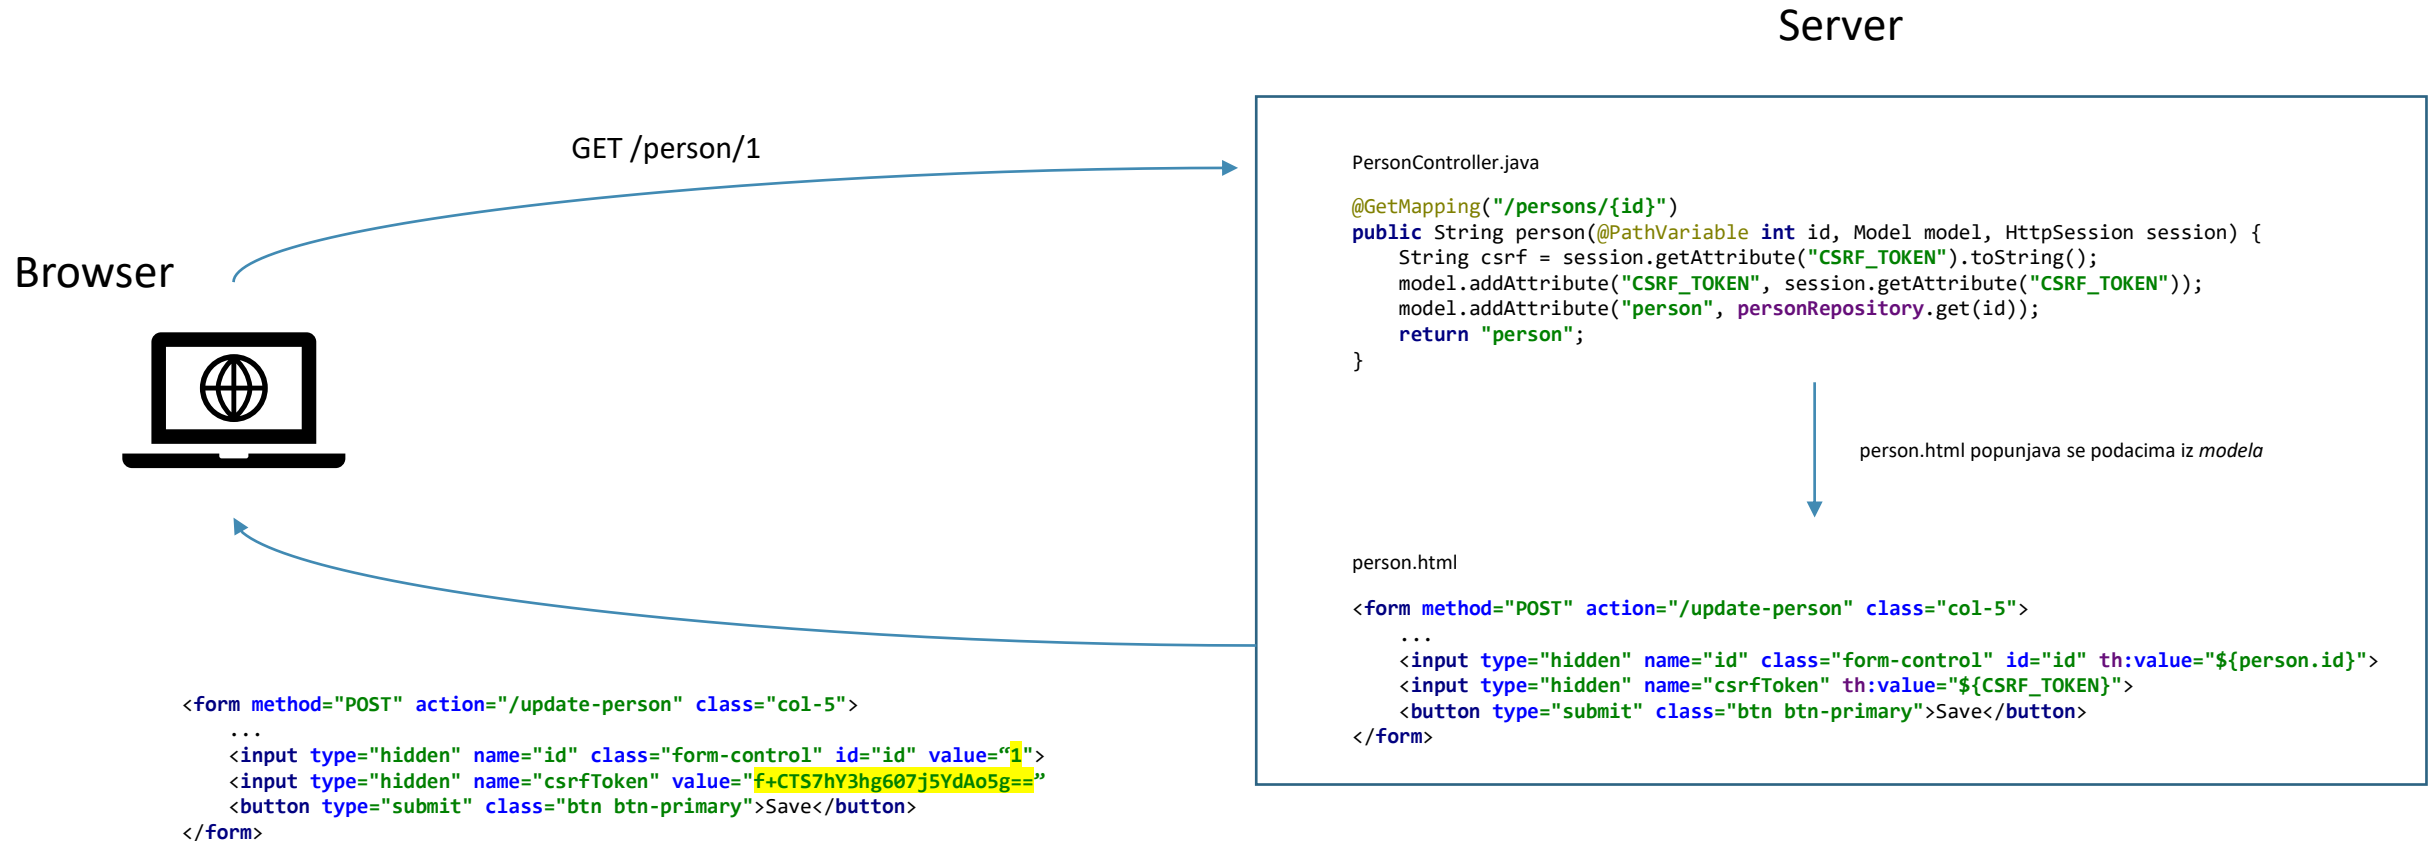 Server
GET /person/1
Browser
PersonController.java
@GetMapping("/persons/{id}")
public String person(@PathVariable int id, Model model, HttpSession session) {
    String csrf = session.getAttribute("CSRF_TOKEN").toString();
    model.addAttribute("CSRF_TOKEN", session.getAttribute("CSRF_TOKEN"));
    model.addAttribute("person", personRepository.get(id));
    return "person";
}
person.html popunjava se podacima iz modela
person.html
<form method="POST" action="/update-person" class="col-5">
    ...
    <input type="hidden" name="id" class="form-control" id="id" th:value="${person.id}">
    <input type="hidden" name="csrfToken" th:value="${CSRF_TOKEN}">
    <button type="submit" class="btn btn-primary">Save</button>
</form>
<form method="POST" action="/update-person" class="col-5">
    ...
    <input type="hidden" name="id" class="form-control" id="id" value=“1">
    <input type="hidden" name="csrfToken" value="f+CTS7hY3hg607j5YdAo5g==”
    <button type="submit" class="btn btn-primary">Save</button>
</form>